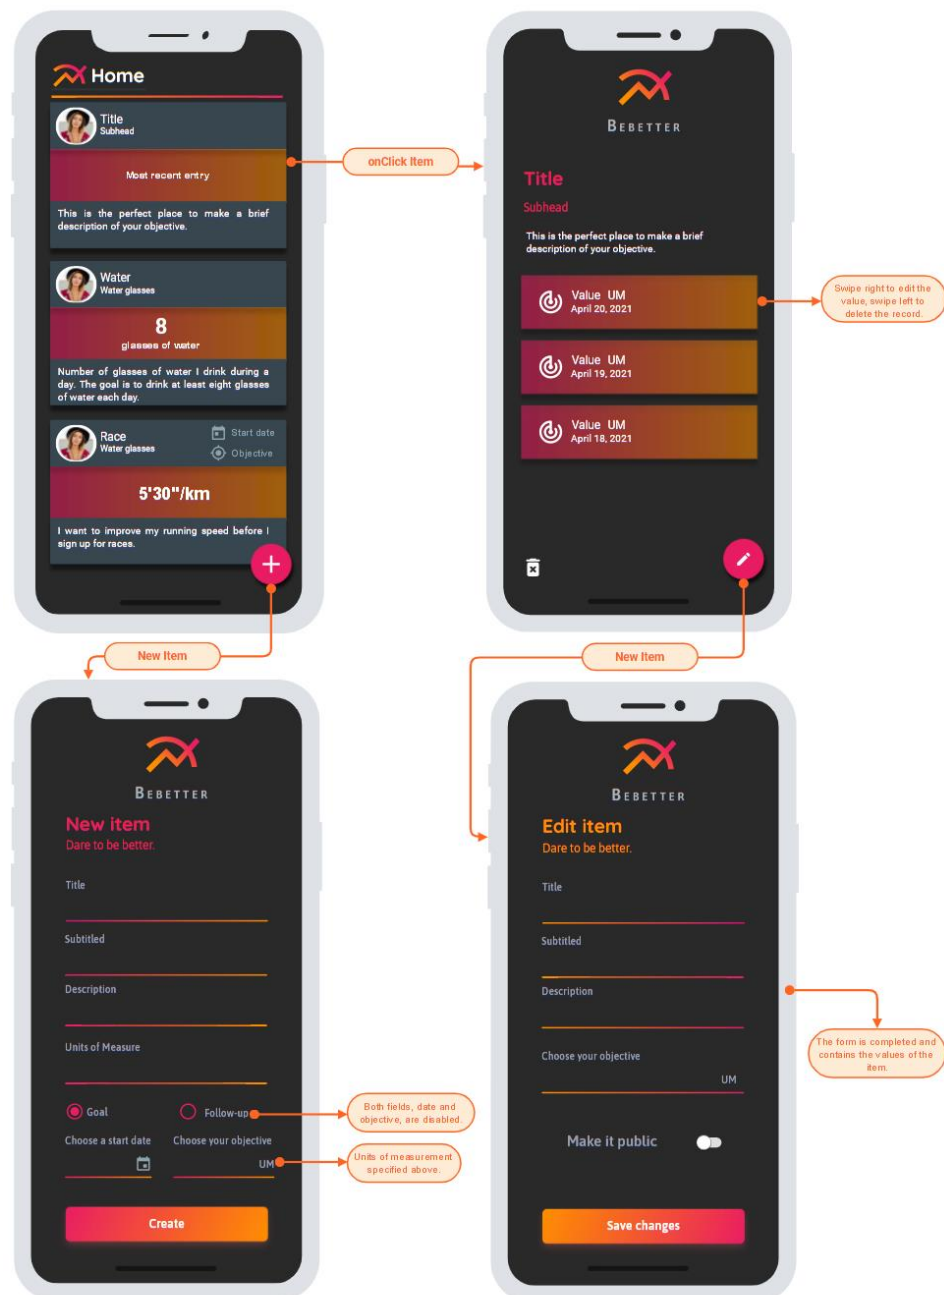 Home
Title
Subhead
Most recent entry
This is the perfect place to make a brief
description of your objective.
Water
Water glasses
8
glasses of water
Number of glasses of water I drink during a
day. The goal is to drink at least eight glasses
of water each day.
Race
Water glasses
Start date
Objective
5'30"/km
I want to improve my running speed before I
sign up for races.
onClick Item
BEBETTER
Title
Subhead
This is the perfect place to make a brief
description of your objective.
Value UM
April 20, 2021
Value UM
April 19, 2021
Value UM
April 18, 2021
Swipe right to edit the
value, swipe left to
delete the record.
New Item
New Item
BEBETTER
New item
Dare to be better.
Title
Subtitled
Description
Units of Measure
Goal
Follow-up
Choose a start date
Choose your objective
UM
Create
Both fields, date and
objective, are disabled.
Units of measurement
specified above.
BEBETTER
Edit item
Dare to be better.
Title
Subtitled
Description
Choose your objective
UM
Make it public
Save changes
The form is completed and
contains the values of the
item.